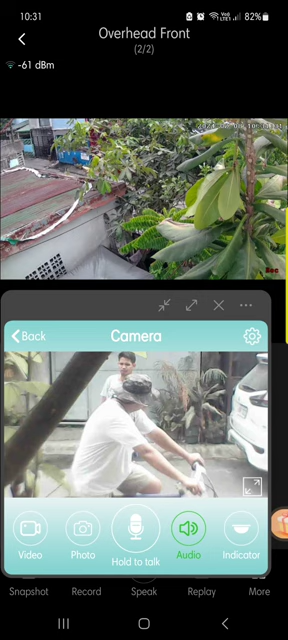 10:31
82%
Overhead Front
(2/2)
-61 dBm
Back
Camera
Video
Photo
Hold to talk
Audio
Indicator
Snapshot
Record
Speak
Replay
More